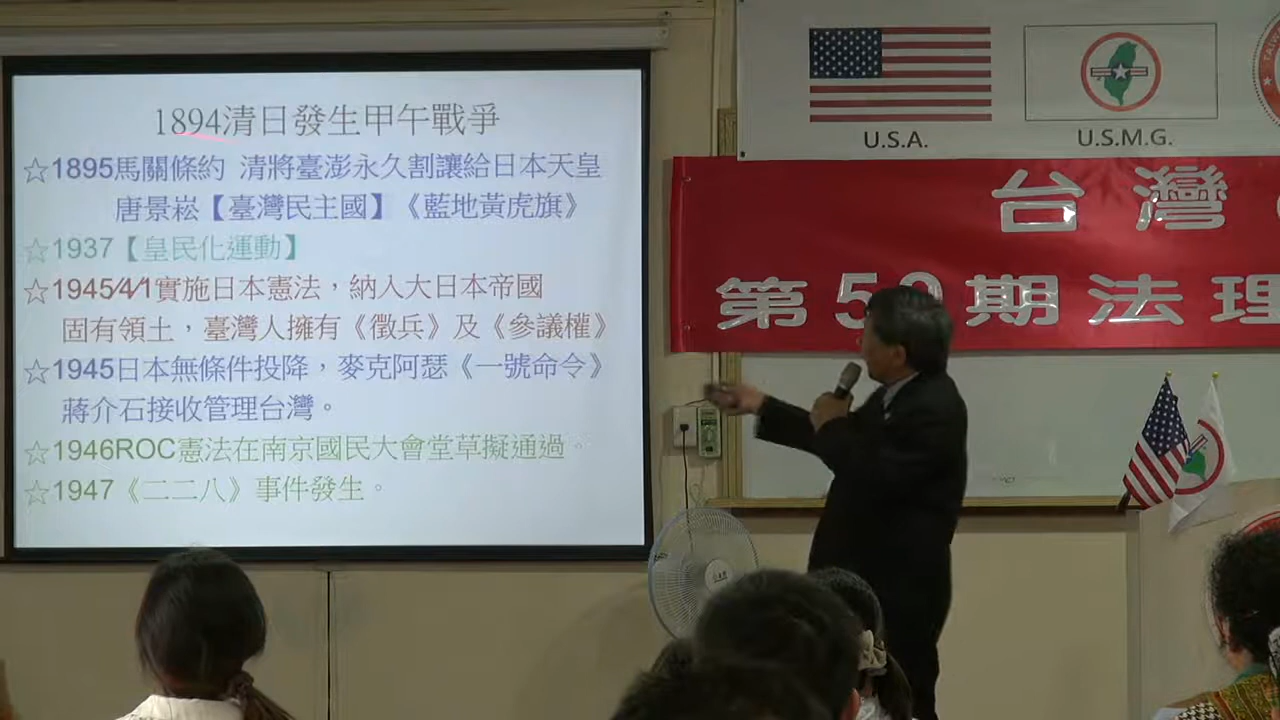 1894清日發生甲午戰爭
☆1895馬關條約 清將臺澎永久割讓給日本天皇
唐景崧【臺灣民主國】《藍地黃虎旗》
☆1937【皇民化運動】
☆1945/4/1實施日本憲法，納入大日本帝國
固有領土，臺灣人擁有《徵兵》及《參議權》
☆1945日本無條件投降，麥克阿瑟《一號命令》
蔣介石接收管理台灣。
☆1946ROC憲法在南京國民大會堂草擬通過。
☆1947《二二八》事件發生。
U.S.A.
U.S.M.G.
台灣
第59期法理